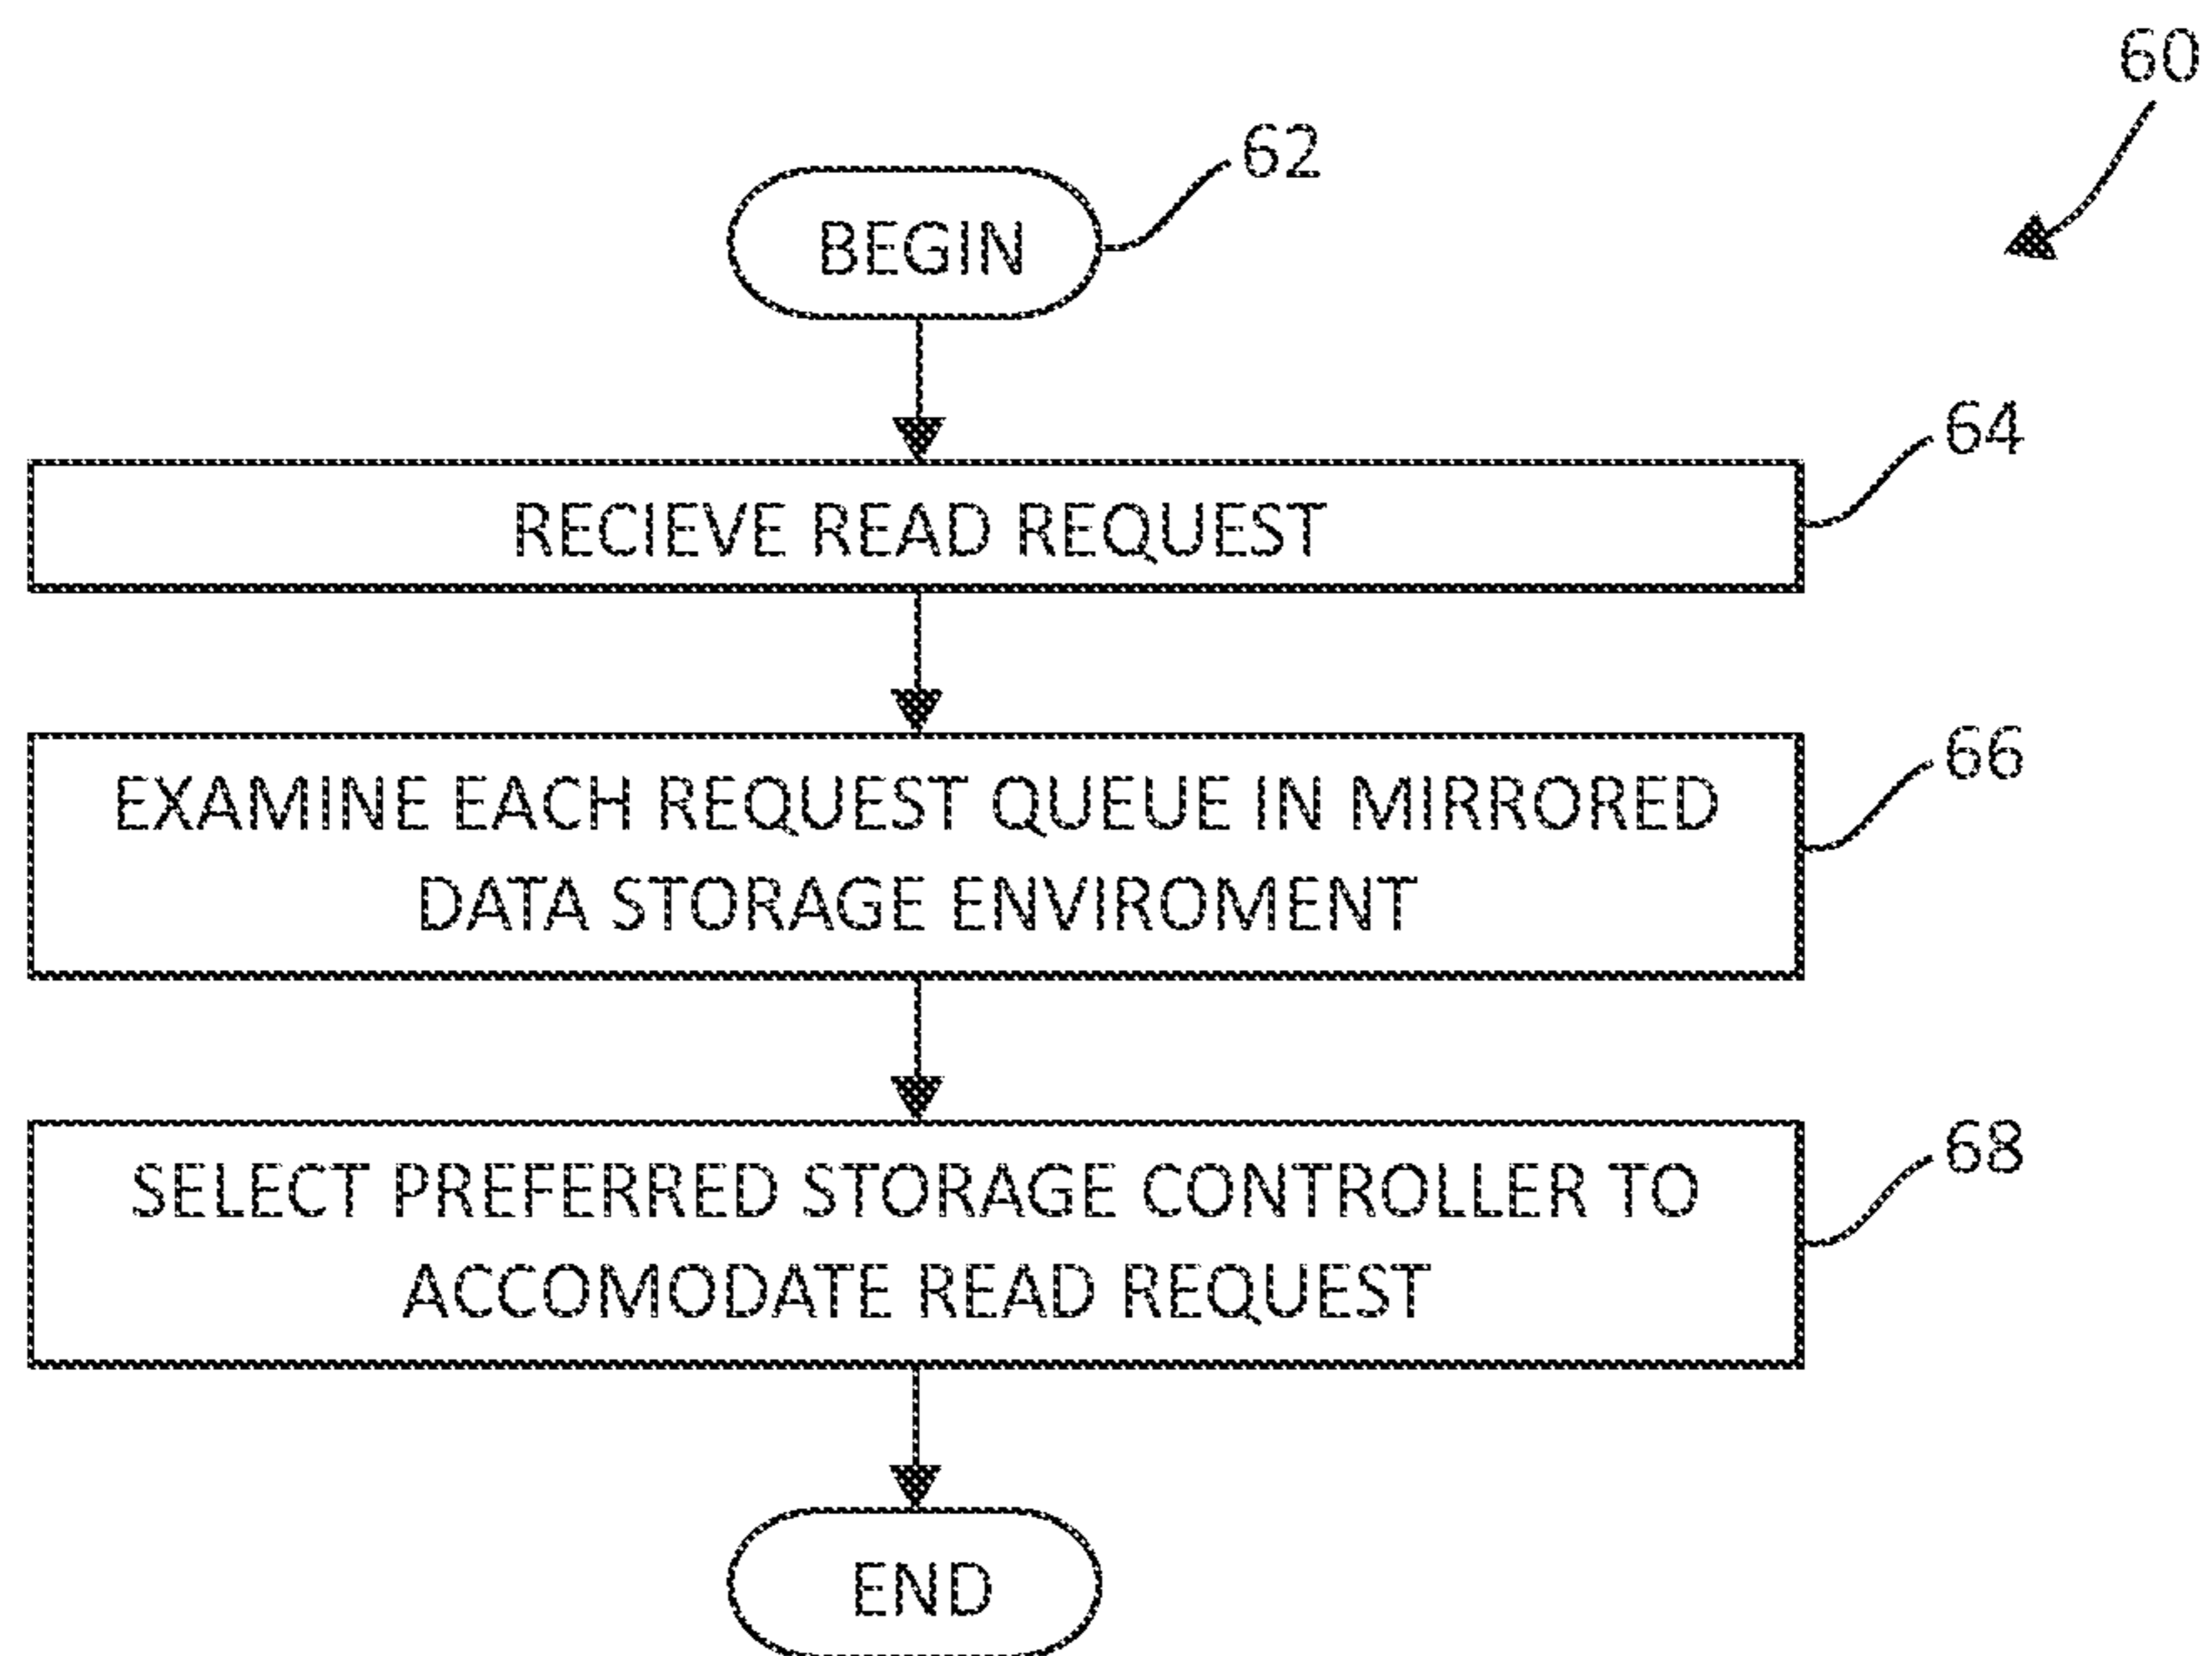 60
BEGIN
62
RECIEVE READ REQUEST
64
EXAMINE EACH REQUEST QUEUE IN MIRRORED
DATA STORAGE ENVIROMENT
66
SELECT PREFERRED STORAGE CONTROLLER TO
ACCOMODATE READ REQUEST
68
END